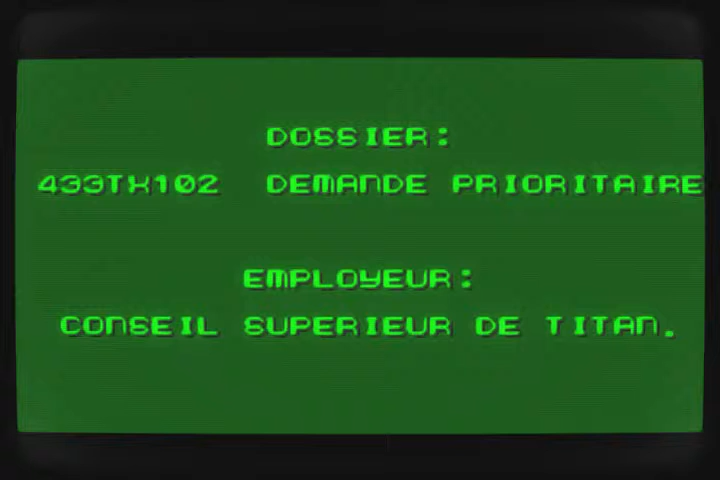 DOSSIER:
433TX102 DEMANDE PRIORITAIRE
EMPLOYEUR:
CONSEIL SUPERIEUR DE TITAN.